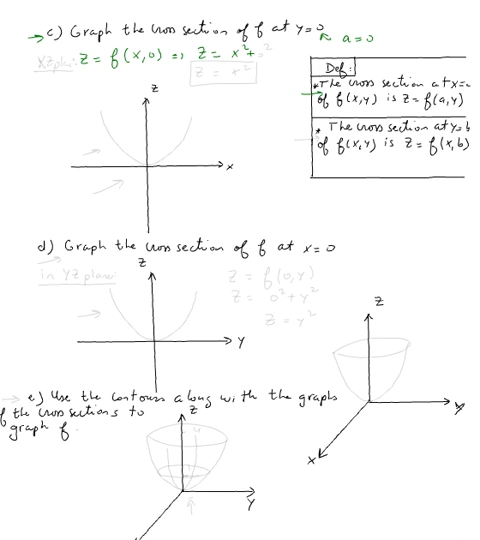 → c) Graph the cross section of f at y=0
a=0
XZ plane: Z = f(x,0) => Z = x²+0²
Z = x²
Def:
* The cross section at x=a
of f(x,y) is Z = f(a,y)
* The cross section at y=b
of f(x,y) is Z = f(x,b)
Z
x
d) Graph the cross section of f at x=0
in YZ plane:
Z = f(0,y)
Z = 0²+y²
Z = y²
Z
y
→ e) Use the contours along with the graphs
of the cross sections to
graph f.
Z
y
Z
y
x